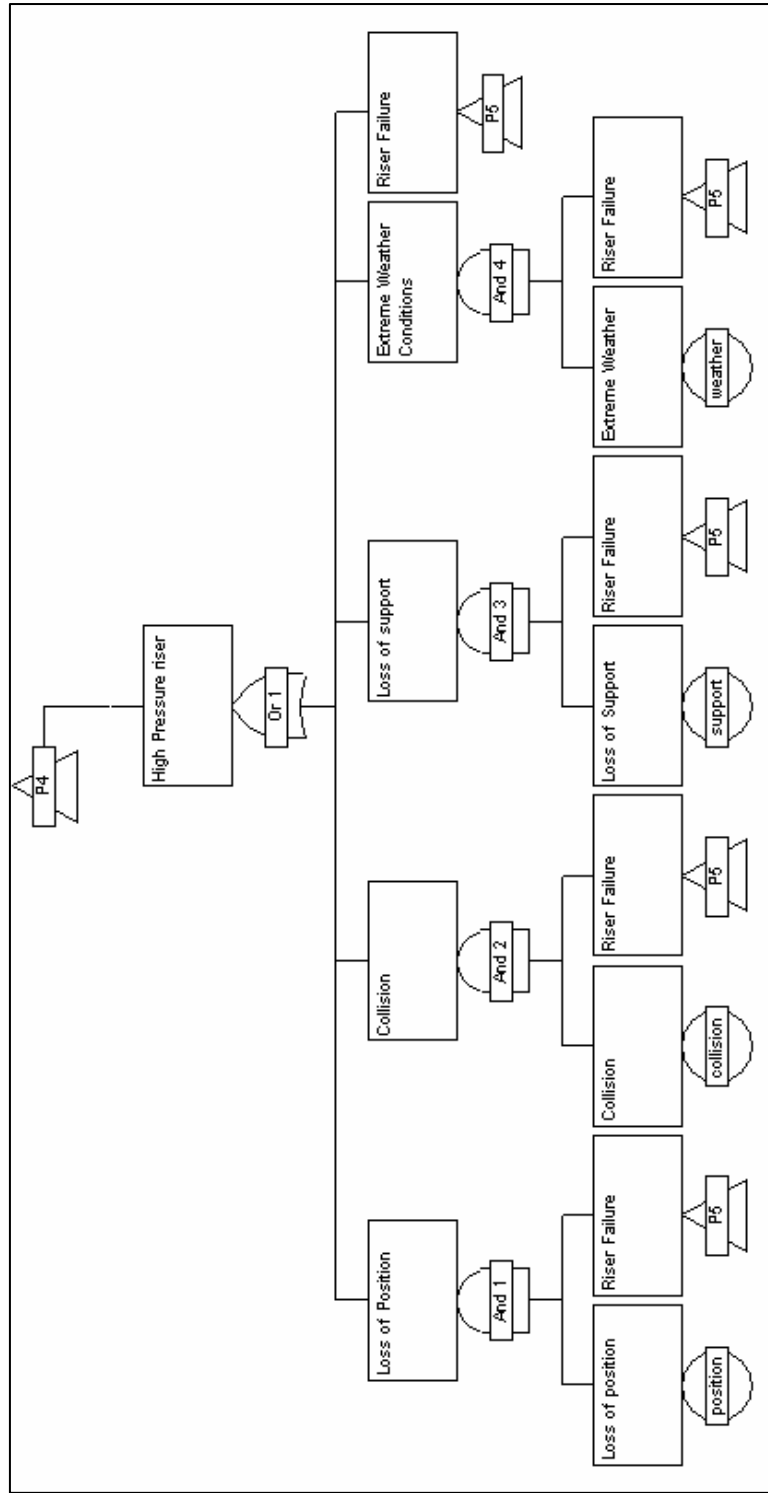 P4
High Pressure riser
Or 1
Loss of Position
Collision
Loss of support
Extreme Weather
Conditions
Riser Failure
And 1
And 2
And 3
And 4
P5
Loss of position
Riser Failure
Collision
Riser Failure
Loss of Support
Riser Failure
Extreme Weather
Riser Failure
position
P5
collision
P5
support
P5
weather
P5